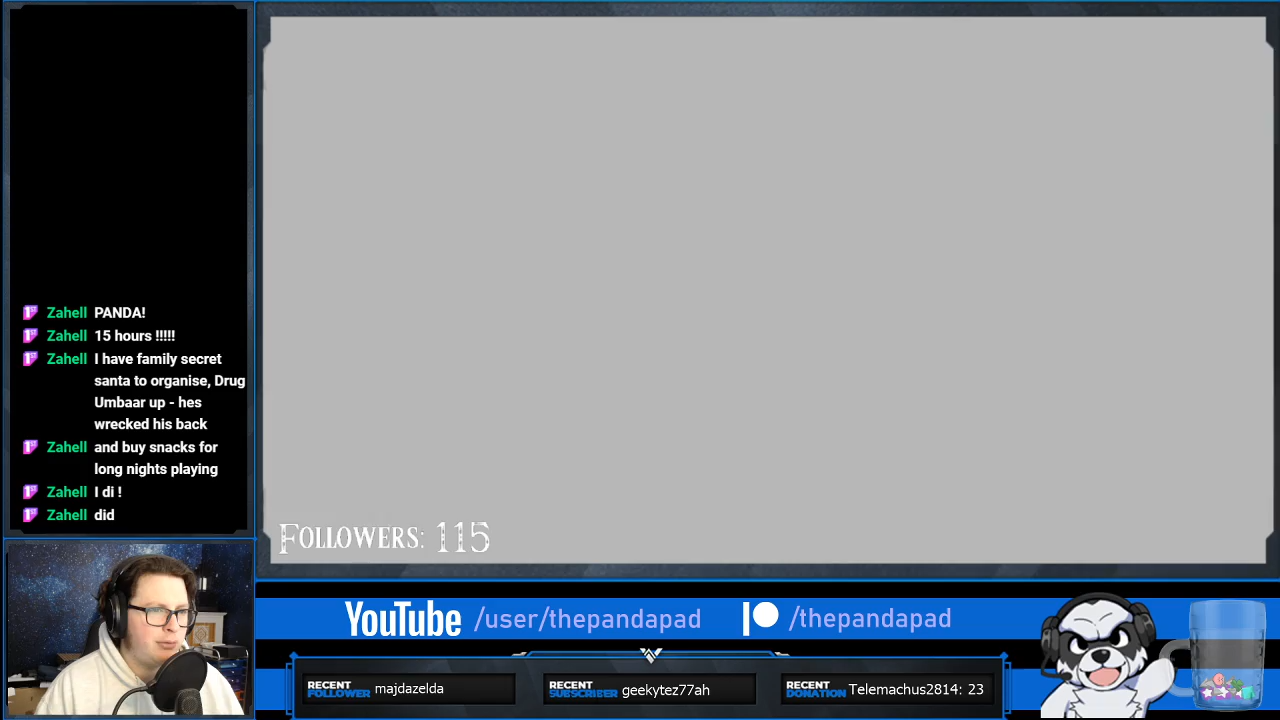 Zahell PANDA!
Zahell 15 hours !!!!!
Zahell I have family secret
santa to organise, Drug
Umbaar up - hes
wrecked his back
Zahell and buy snacks for
long nights playing
Zahell I di !
Zahell did
FOLLOWERS: 115
YouTube /user/thepandapad /thepandapad
RECENT FOLLOWER majdazelda
RECENT SUBSCRIBER geekytez77ah
RECENT DONATION Telemachus2814: 23